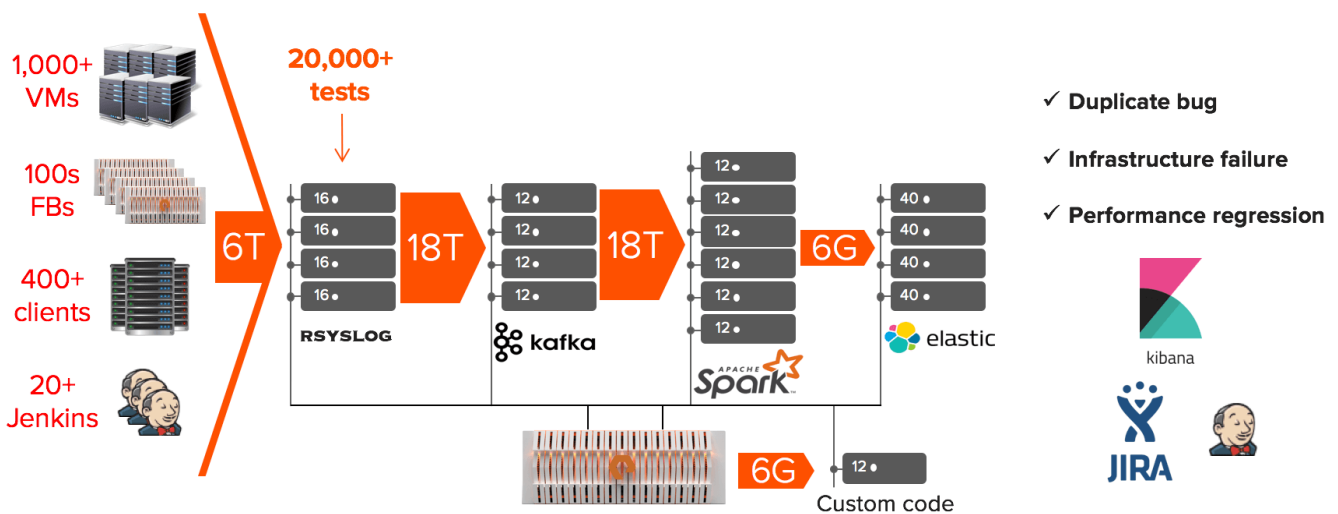 1,000+
VMs
100s
FBs
400+
clients
20+
Jenkins
6T
20,000+
tests
16
16
16
16
RSYSLOG
18T
12
12
12
12
kafka
18T
12
12
12
12
12
12
APACHE
Spark
6G
40
40
40
40
elastic
6G
12
Custom code
✓ Duplicate bug
✓ Infrastructure failure
✓ Performance regression
kibana
JIRA